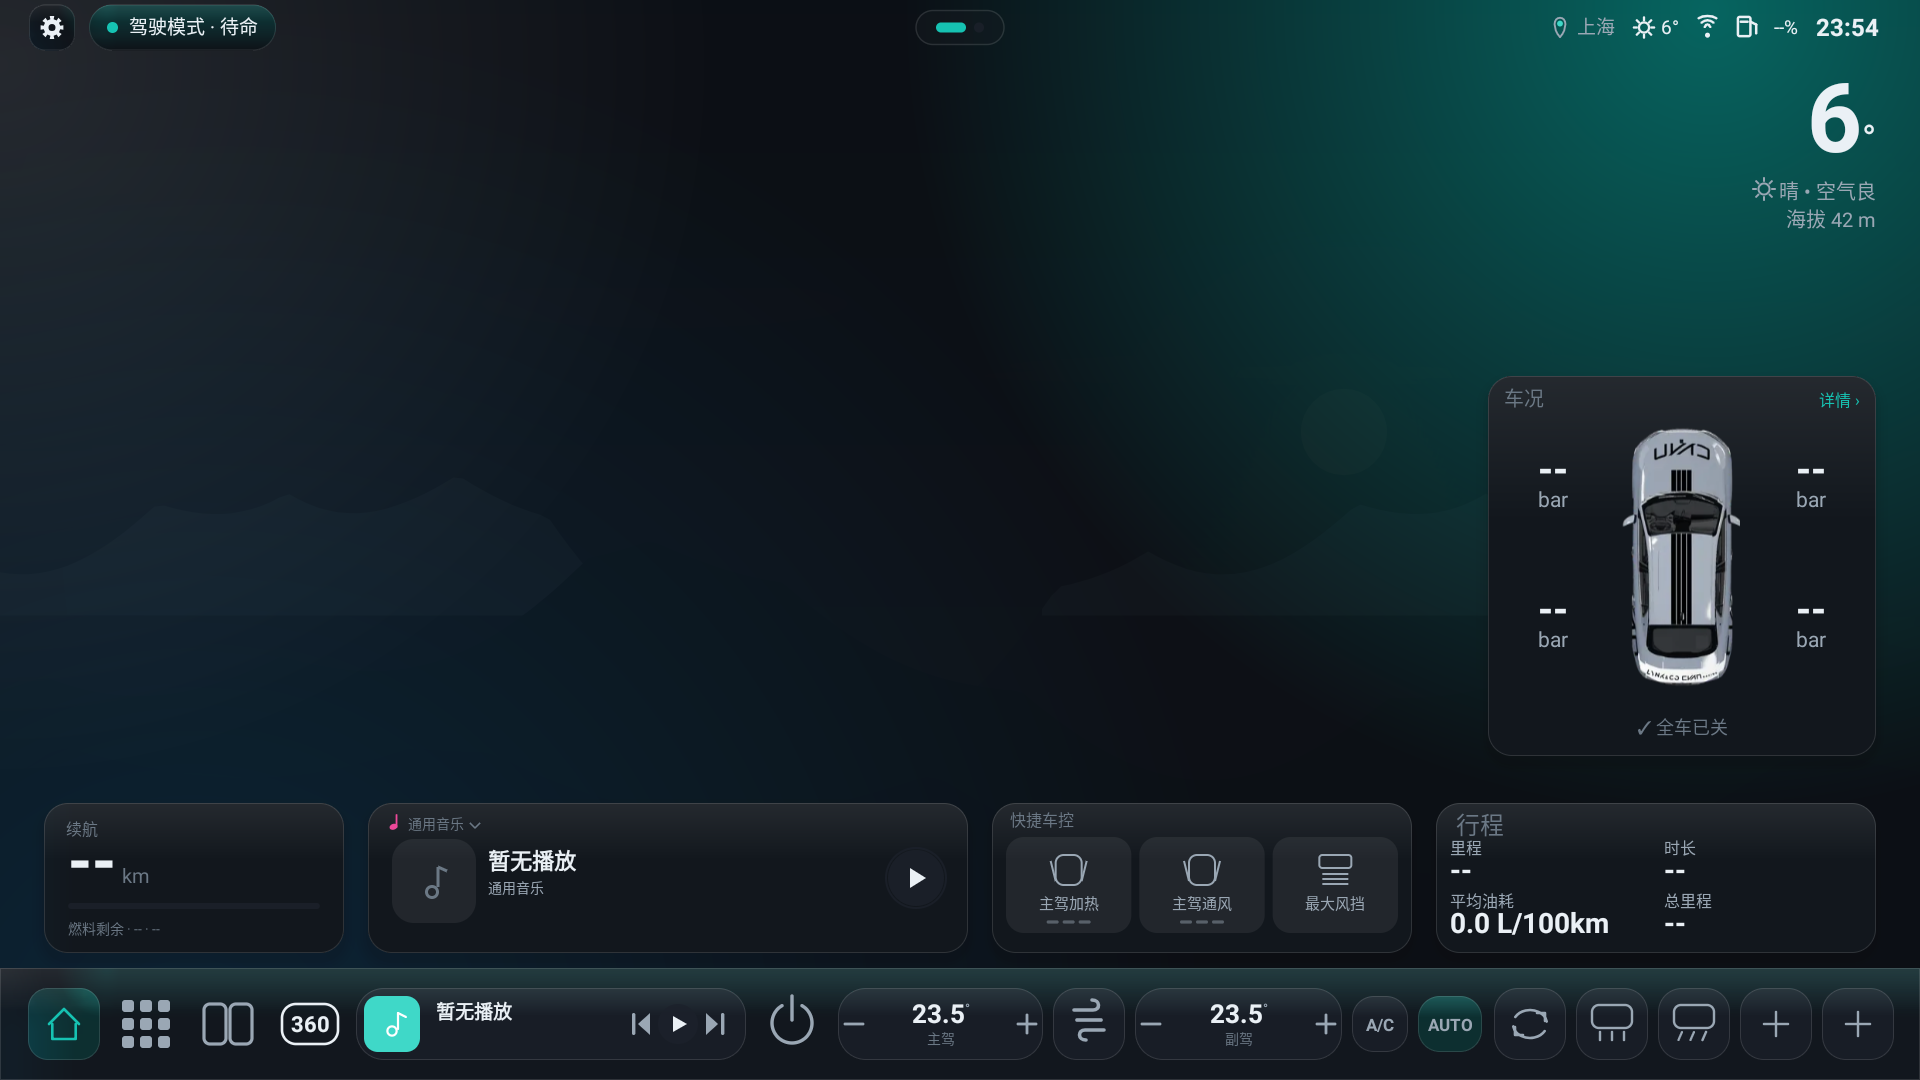 驾驶模式 · 待命
上海
6°
--%
23:54
6°
晴 • 空气良
海拔 42 m
车况
详情 ›
--
bar
--
bar
--
bar
--
bar
✓ 全车已关
续航
-- km
燃料剩余 · -- · --
通用音乐
暂无播放
通用音乐
快捷车控
主驾加热
主驾通风
最大风挡
行程
里程
--
时长
--
平均油耗
0.0 L/100km
总里程
--
360
暂无播放
23.5°
主驾
23.5°
副驾
A/C
AUTO